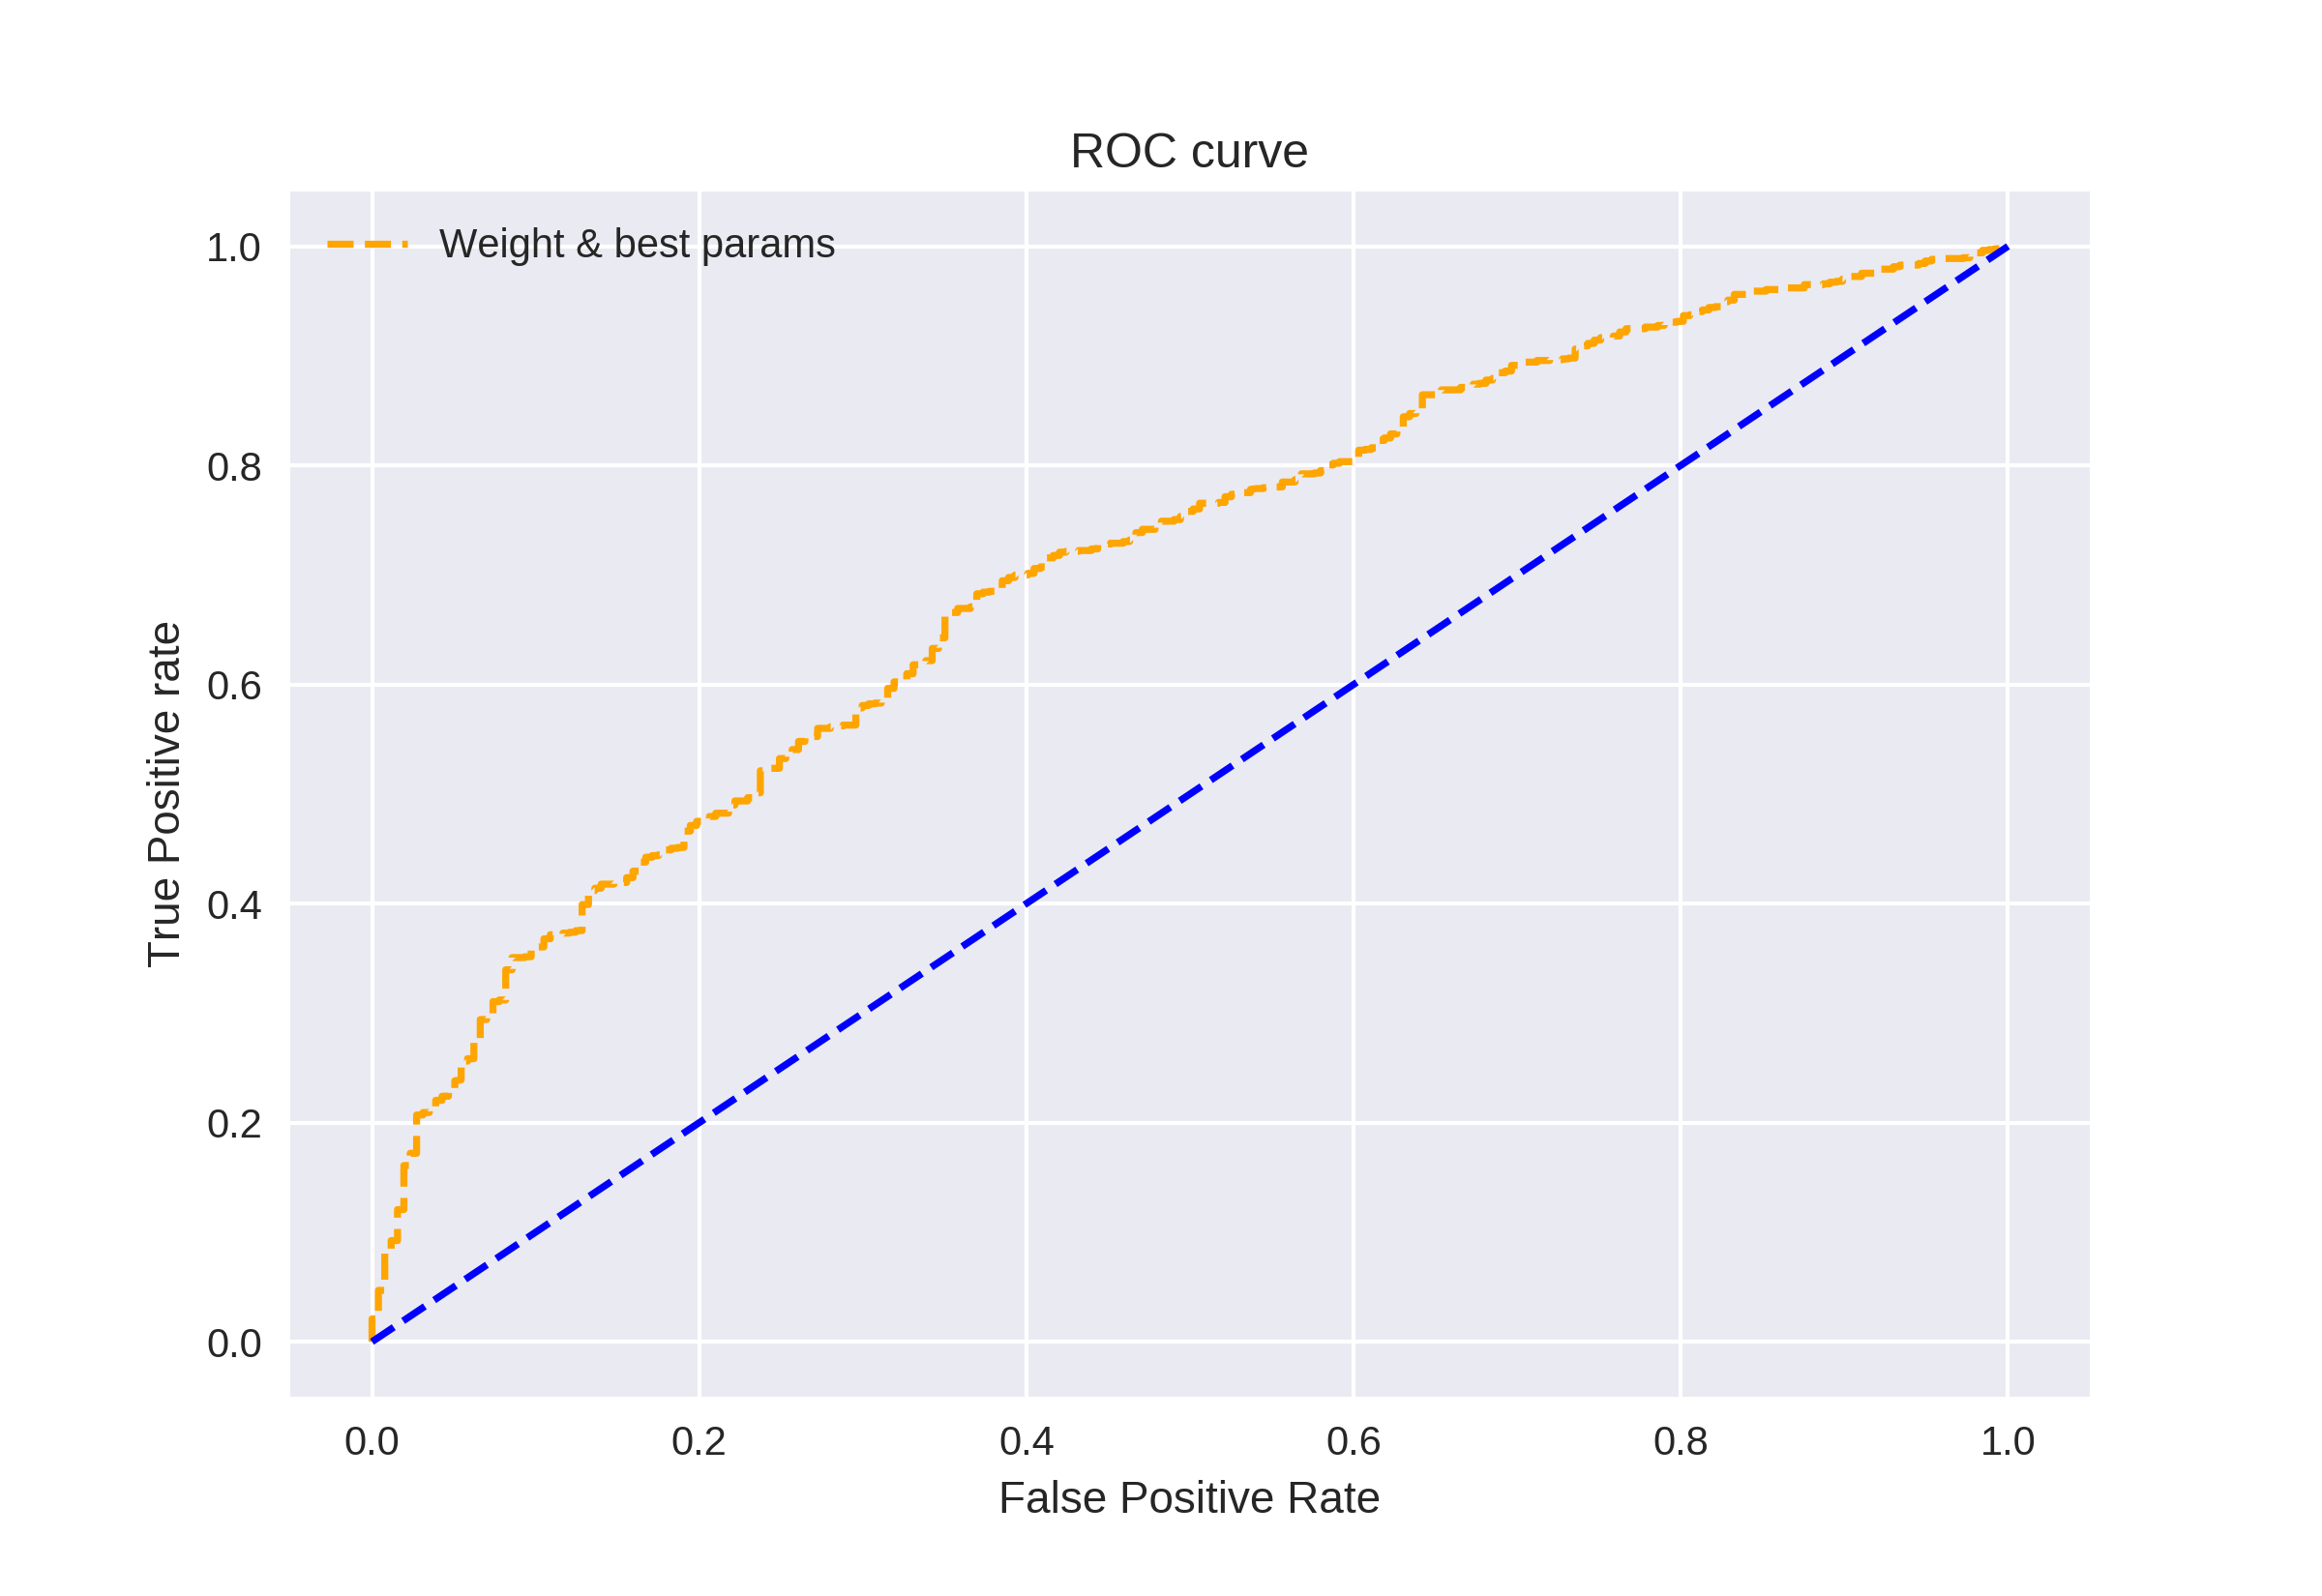 ROC curve
Weight & best params
1.0
0.8
0.6
0.4
0.2
0.0
True Positive rate
0.0 0.2 0.4 0.6 0.8 1.0
False Positive Rate